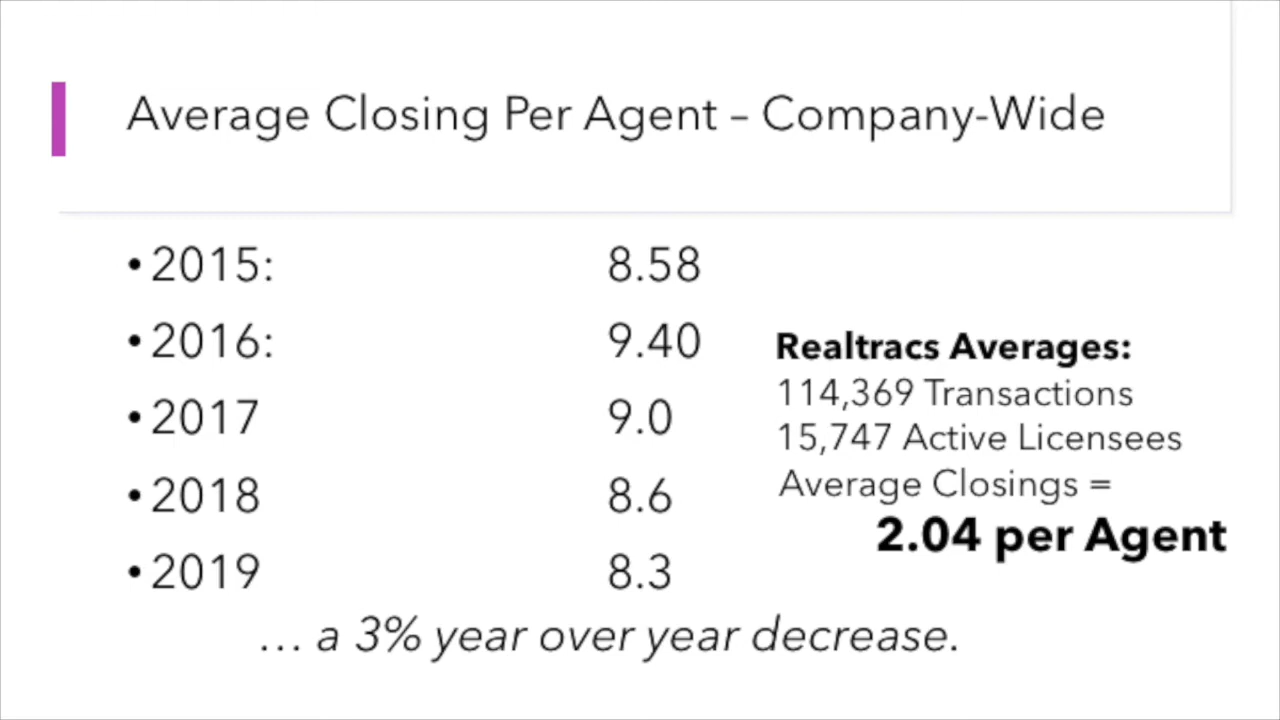 Average Closing Per Agent – Company-Wide
• 2015: 8.58
• 2016: 9.40
• 2017 9.0
• 2018 8.6
• 2019 8.3
… a 3% year over year decrease.
Realtracs Averages:
114,369 Transactions
15,747 Active Licensees
Average Closings =
2.04 per Agent